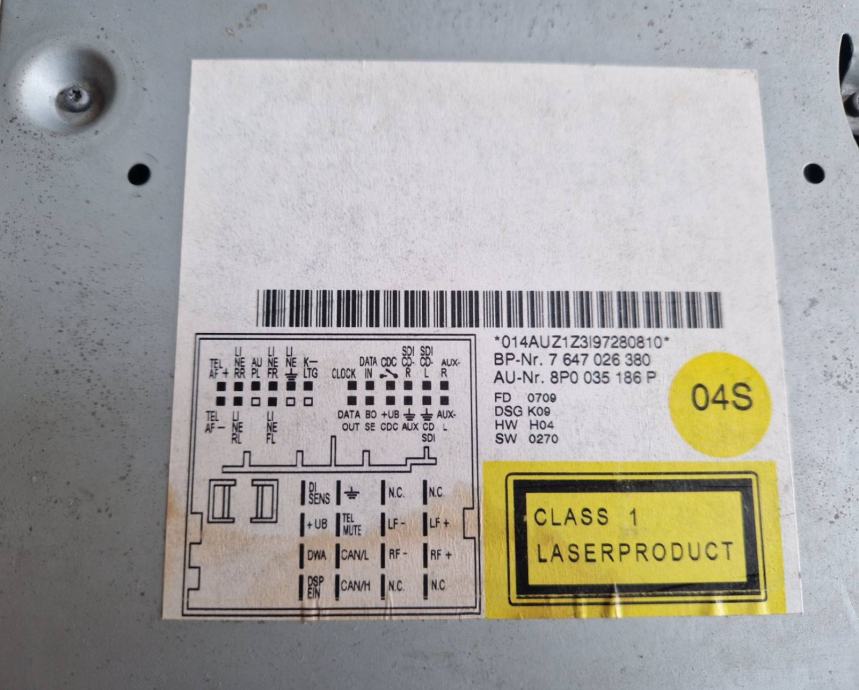 *014AUZ1Z3I97280810*
BP-Nr. 7 647 026 380
AU-Nr. 8P0 035 186 P
FD 0709
DSG K09
HW H04
SW 0270
04S
TEL AF + LI NE RR AU PL LI NE FR LI NE K- LTG CLOCK DATA IN CDC SDI CD- R SDI CD- L AUX- R
TEL AF - LI NE RL LI NE FL DATA OUT BO SE +UB CDC AUX CD SDI AUX- L
DI SENS N.C. N.C.
+UB TEL MUTE LF - LF +
DWA CAN/L RF - RF +
DSP EIN CAN/H N.C. N.C
CLASS 1
LASERPRODUCT